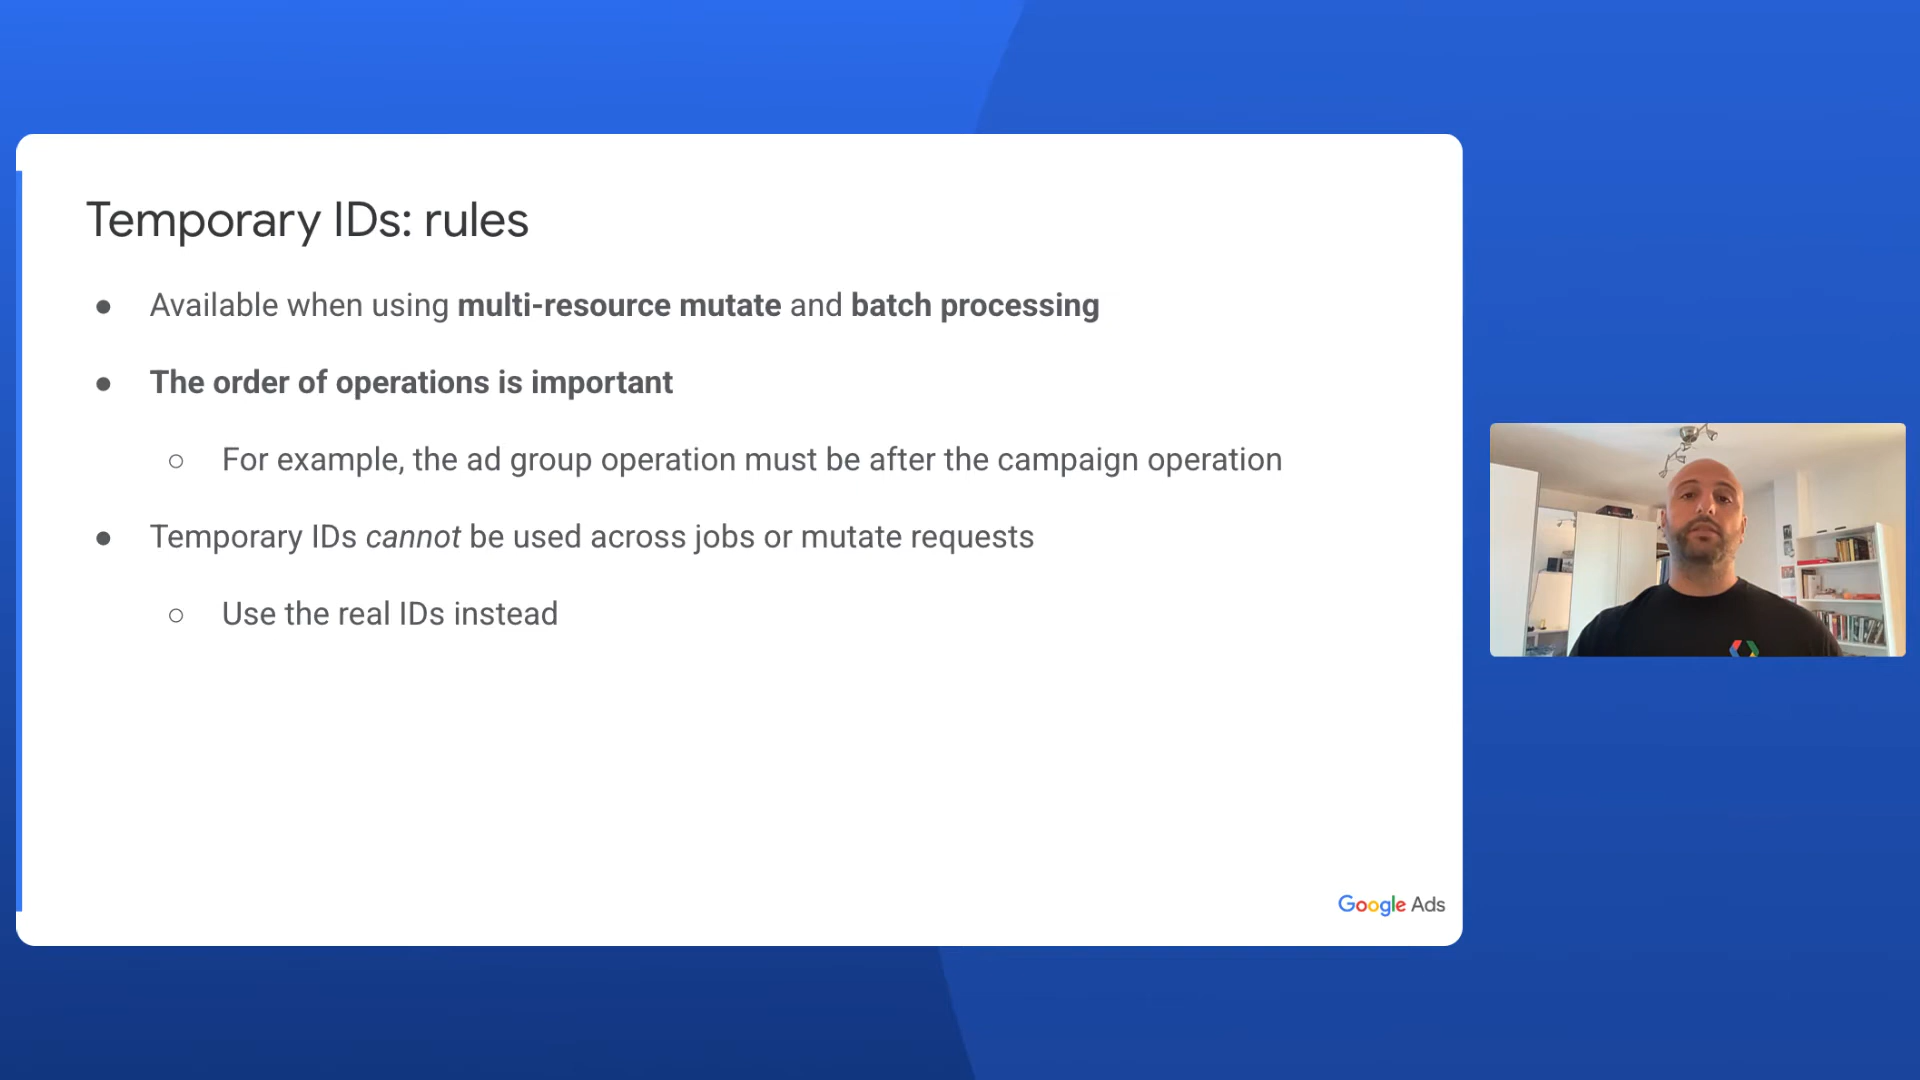 Temporary IDs: rules
● Available when using multi-resource mutate and batch processing
● The order of operations is important
○ For example, the ad group operation must be after the campaign operation
● Temporary IDs cannot be used across jobs or mutate requests
○ Use the real IDs instead
Google Ads